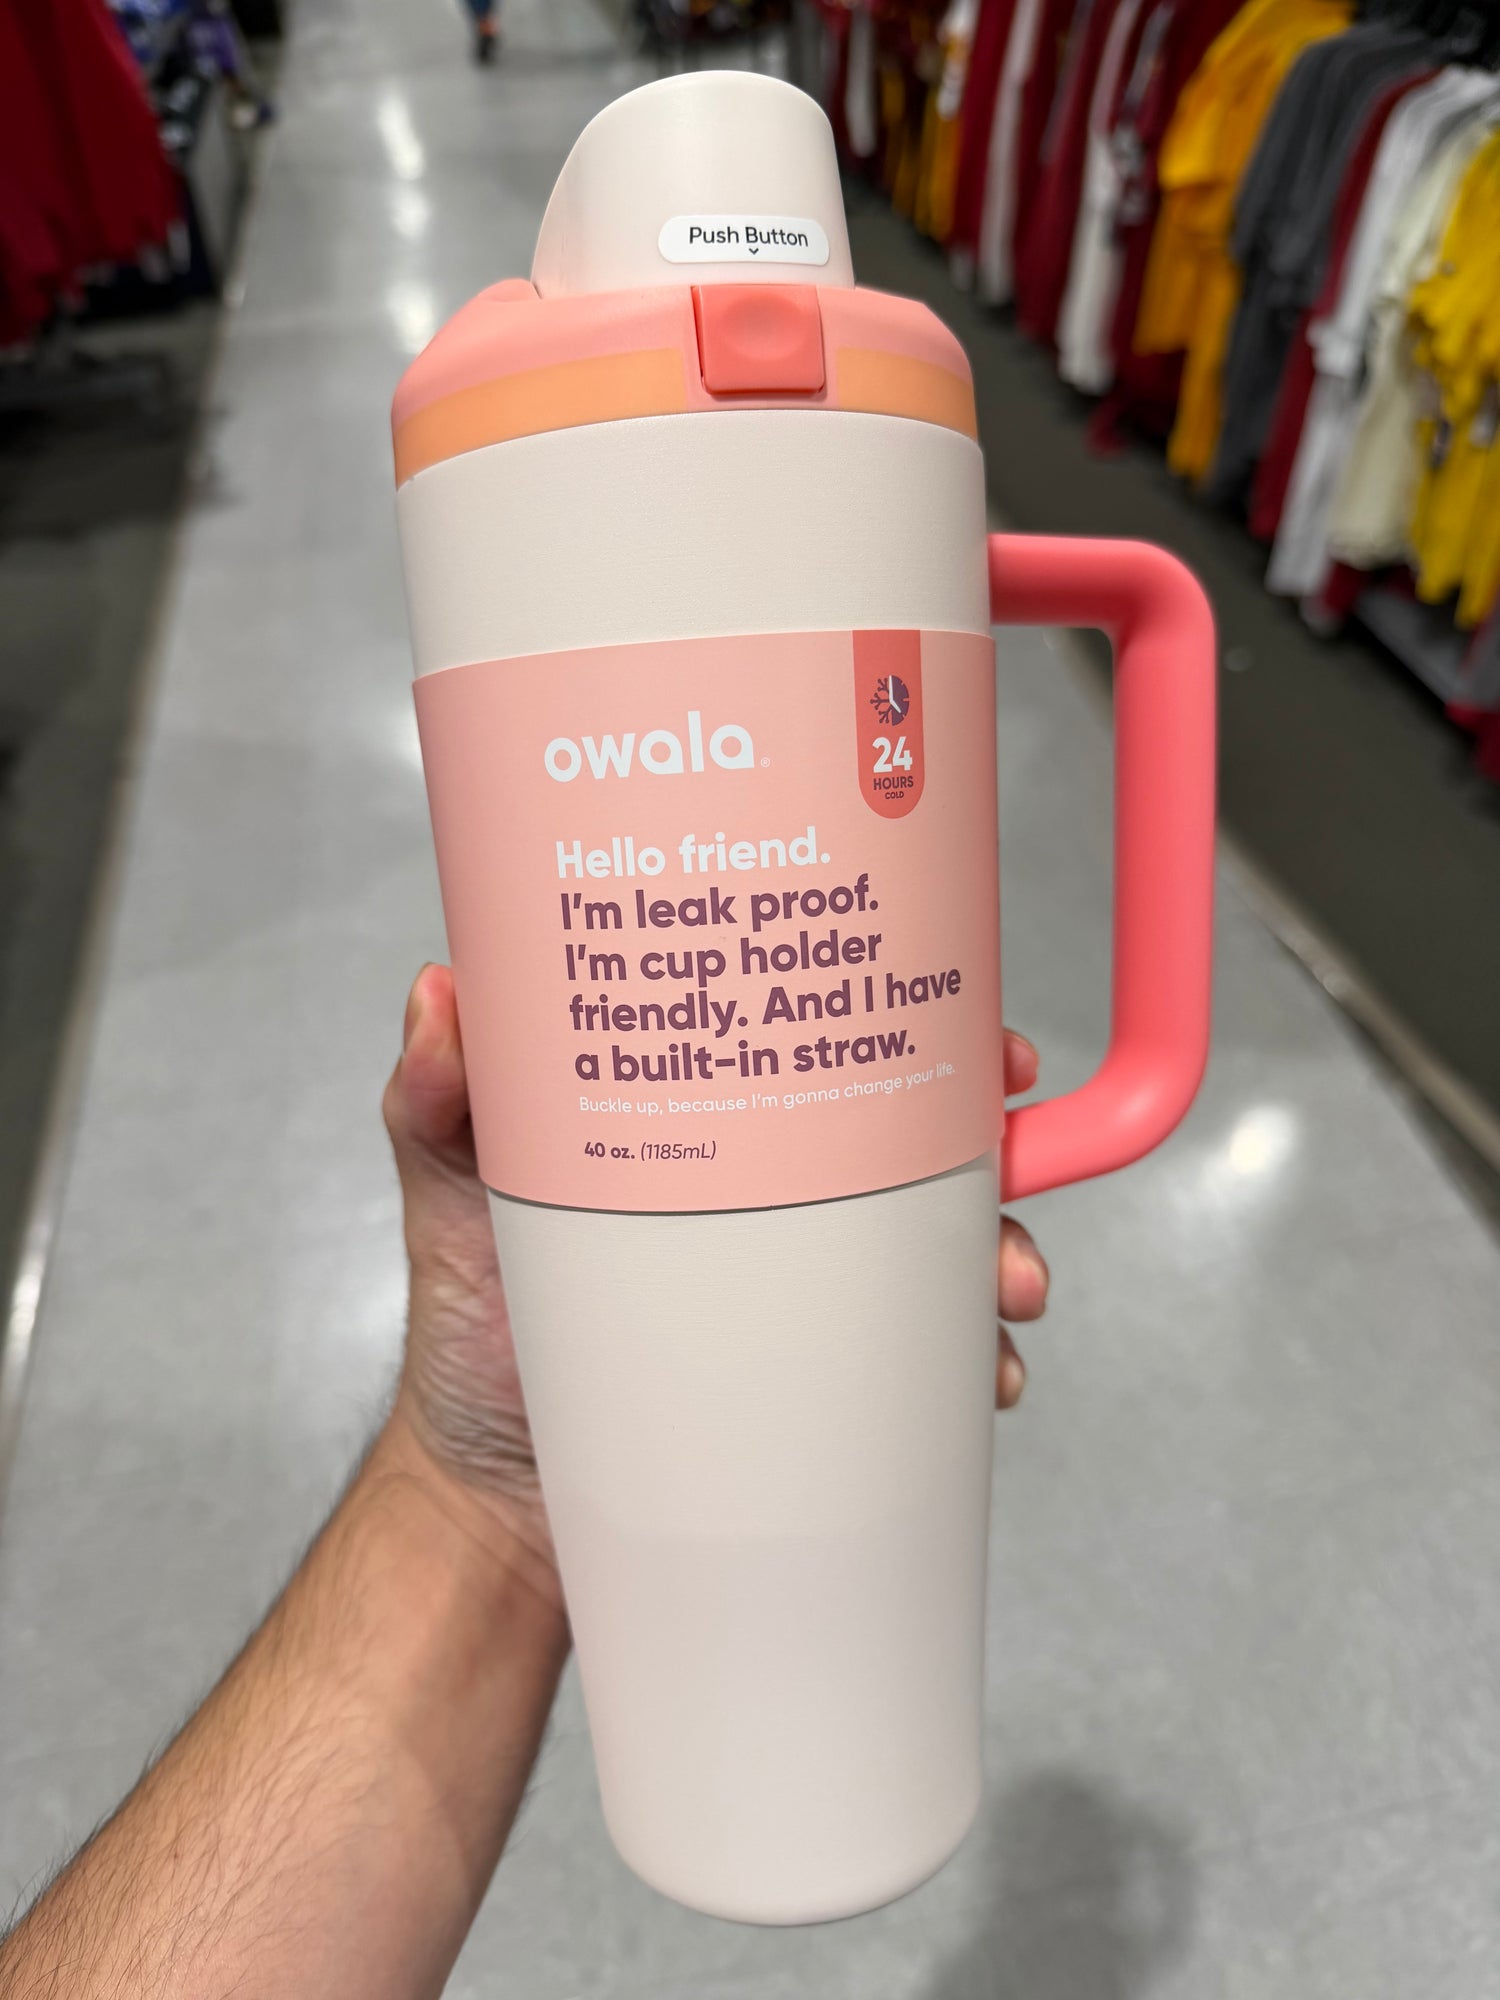 Push Button
owala®
24
HOURS
COLD
Hello friend.
I'm leak proof.
I'm cup holder
friendly. And I have
a built-in straw.
Buckle up, because I'm gonna change your life.
40 oz. (1185mL)